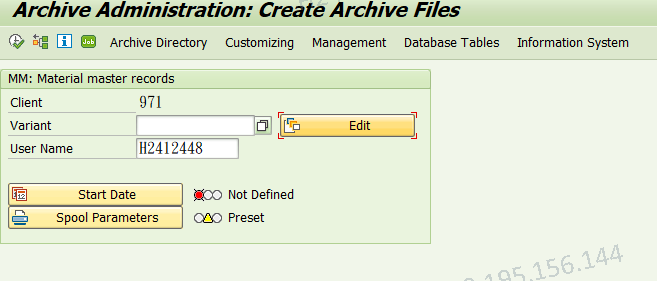 Archive Administration: Create Archive Files
Job Archive Directory Customizing Management Database Tables Information System
MM: Material master records
Client 971
Variant Edit
User Name H2412448
12 Start Date Not Defined
Spool Parameters Preset
.195.156.144